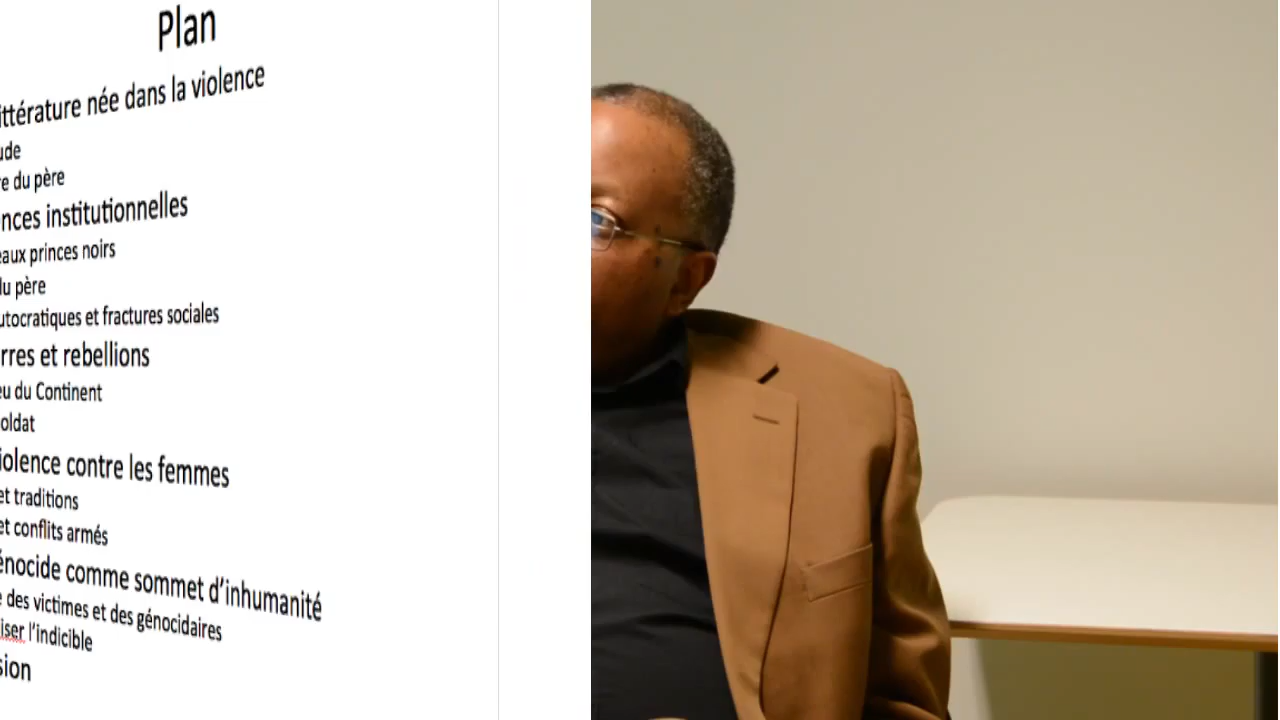 Plan
ittérature née dans la violence
ude
re du père
ences institutionnelles
eaux princes noirs
du père
utocratiques et fractures sociales
rres et rebellions
eu du Continent
oldat
iolence contre les femmes
et traditions
et conflits armés
énocide comme sommet d'inhumanité
e des victimes et des génocidaires
iser l'indicible
sion